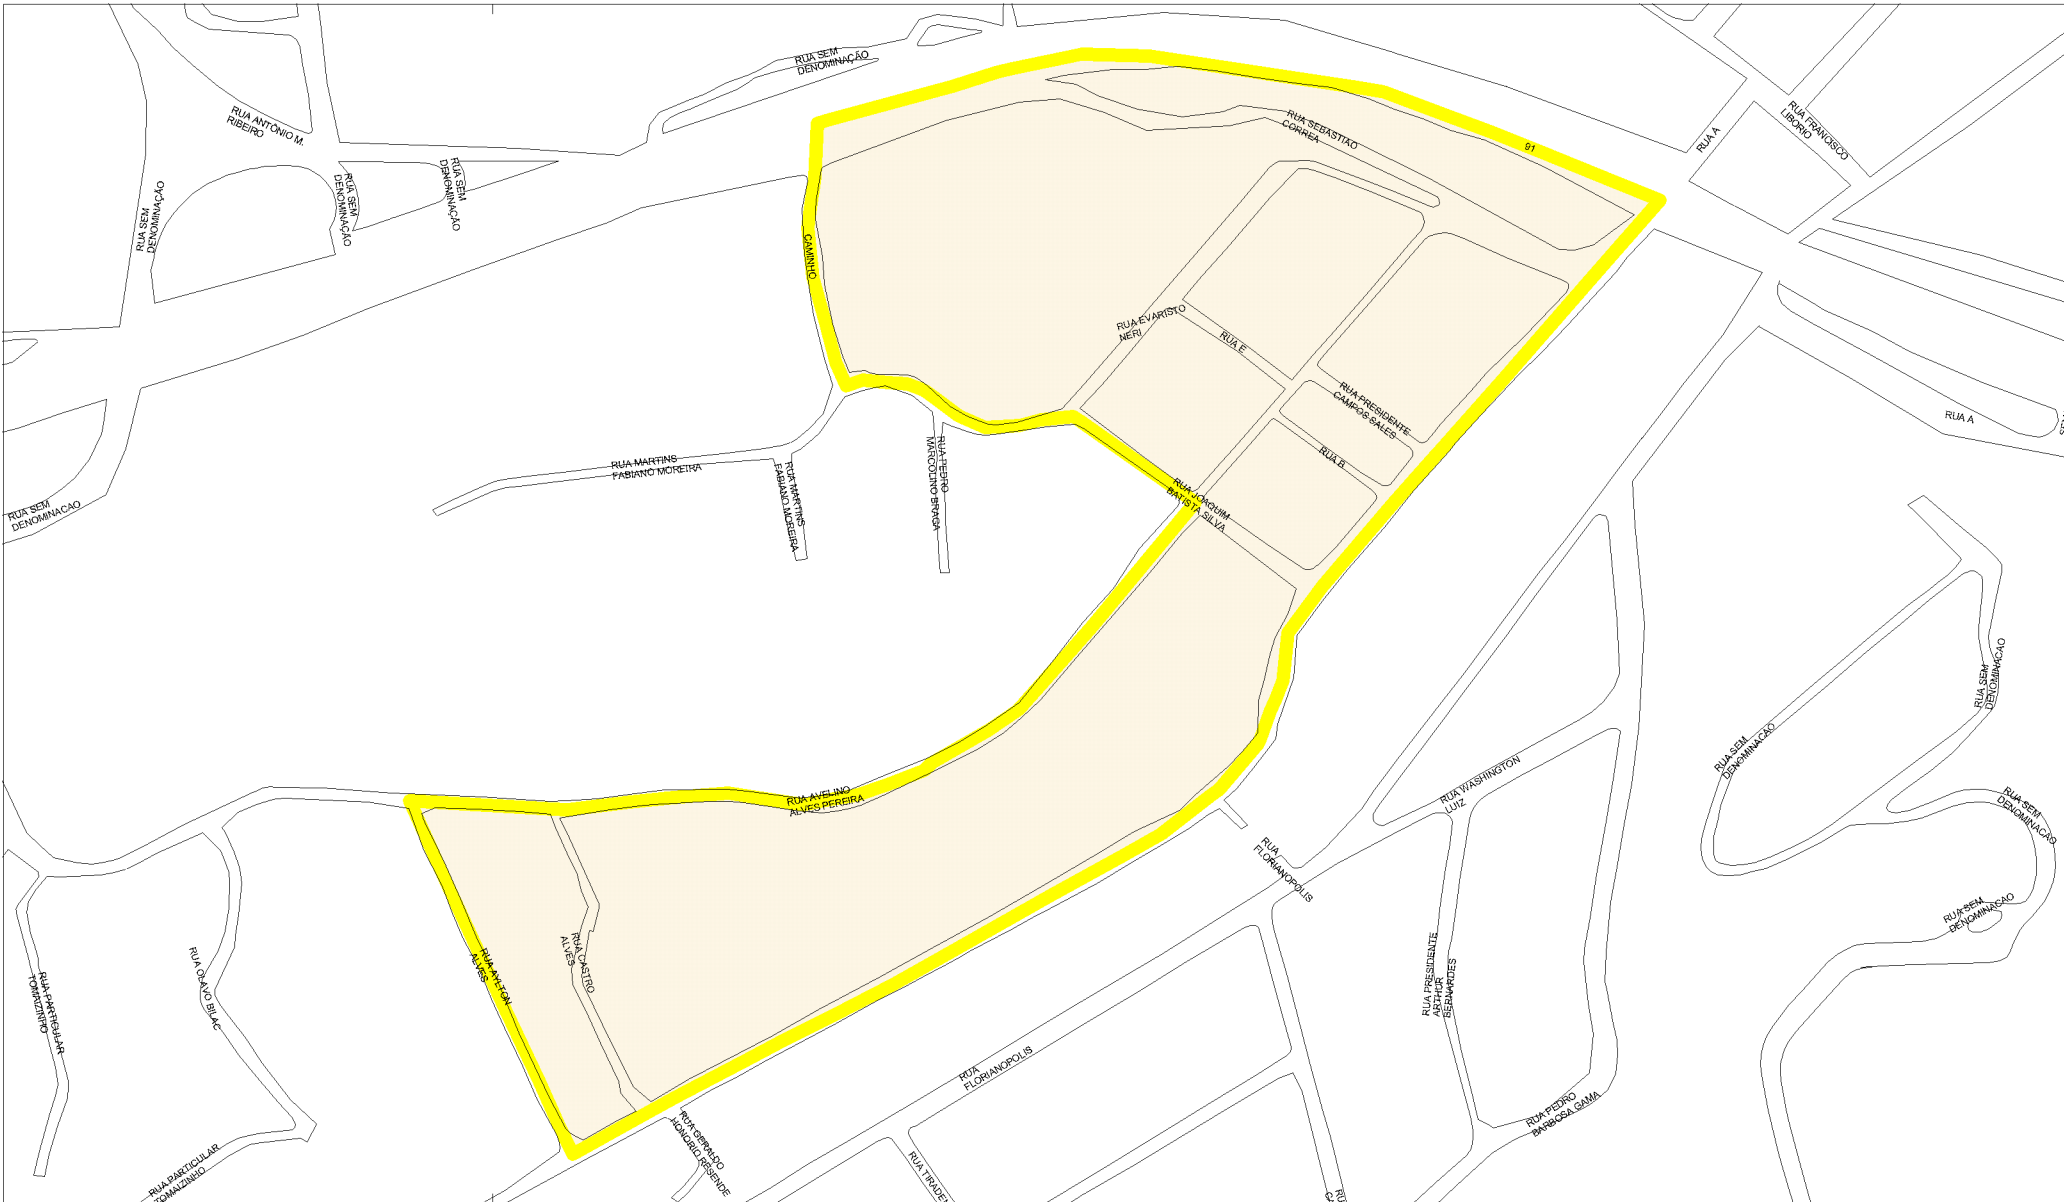 RUA SEM
DENOMINAÇÃO
RUA ANTÔNIO M.
RIBEIRO
RUA SEM
DENOMINAÇÃO
RUA SEM
DENOMINAÇÃO
RUA SEM
DENOMINAÇÃO
RUA SEBASTIAO
CORREA
91
RUA A
RUA FRANCISCO
LIBORIO
CAMINHO
RUA EVARISTO
NERI
RUA E
RUA PRESIDENTE
CAMPOS SALES
RUA B
RUA A
RUA MARTINS
FABIANO MOREIRA
RUA MARTINS
FABIANO MOREIRA
RUA PEDRO
MARCOLINO BRAGA
RUA JOAQUIM
BATISTA SILVA
RUA SEM
DENOMINACAO
RUA SEM
DENOMINACAO
RUA SEM
DENOMINACAO
RUA SEM
DENOMINACAO
RUA SEM
DENOMINACAO
RUA AVELINO
ALVES PEREIRA
RUA WASHINGTON
LUIZ
RUA
FLORIANOPOLIS
RUA AYLTON
ALVES
RUA CASTRO
ALVES
RUA OLAVO BILAC
RUA PARTICULAR
TOMAIZINHO
RUA PRESIDENTE
ARTHUR
BERNARDES
RUA
FLORIANOPOLIS
RUA PEDRO
BARBOSA GAMA
RUA GERALDO
HONORIO RESENDE
RUA PARTICULAR
TOMAIZINHO
RUA